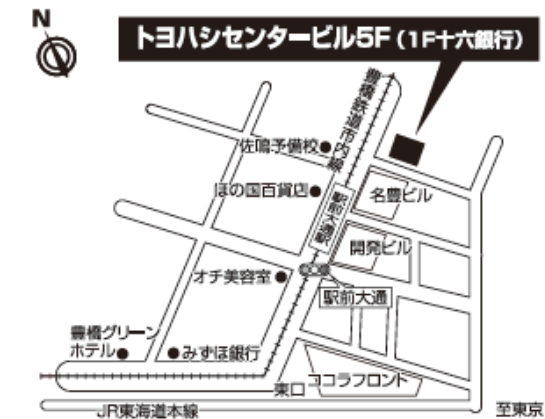 N
トヨハシセンタービル5F（1F十六銀行）
豊橋鉄道市内線
佐鳴予備校
ほの国百貨店
名豊ビル
駅前大通駅
開発ビル
オチ美容室
駅前大通
豊橋グリーン
ホテル
みずほ銀行
東口
ココラフロント
JR東海道本線
至東京